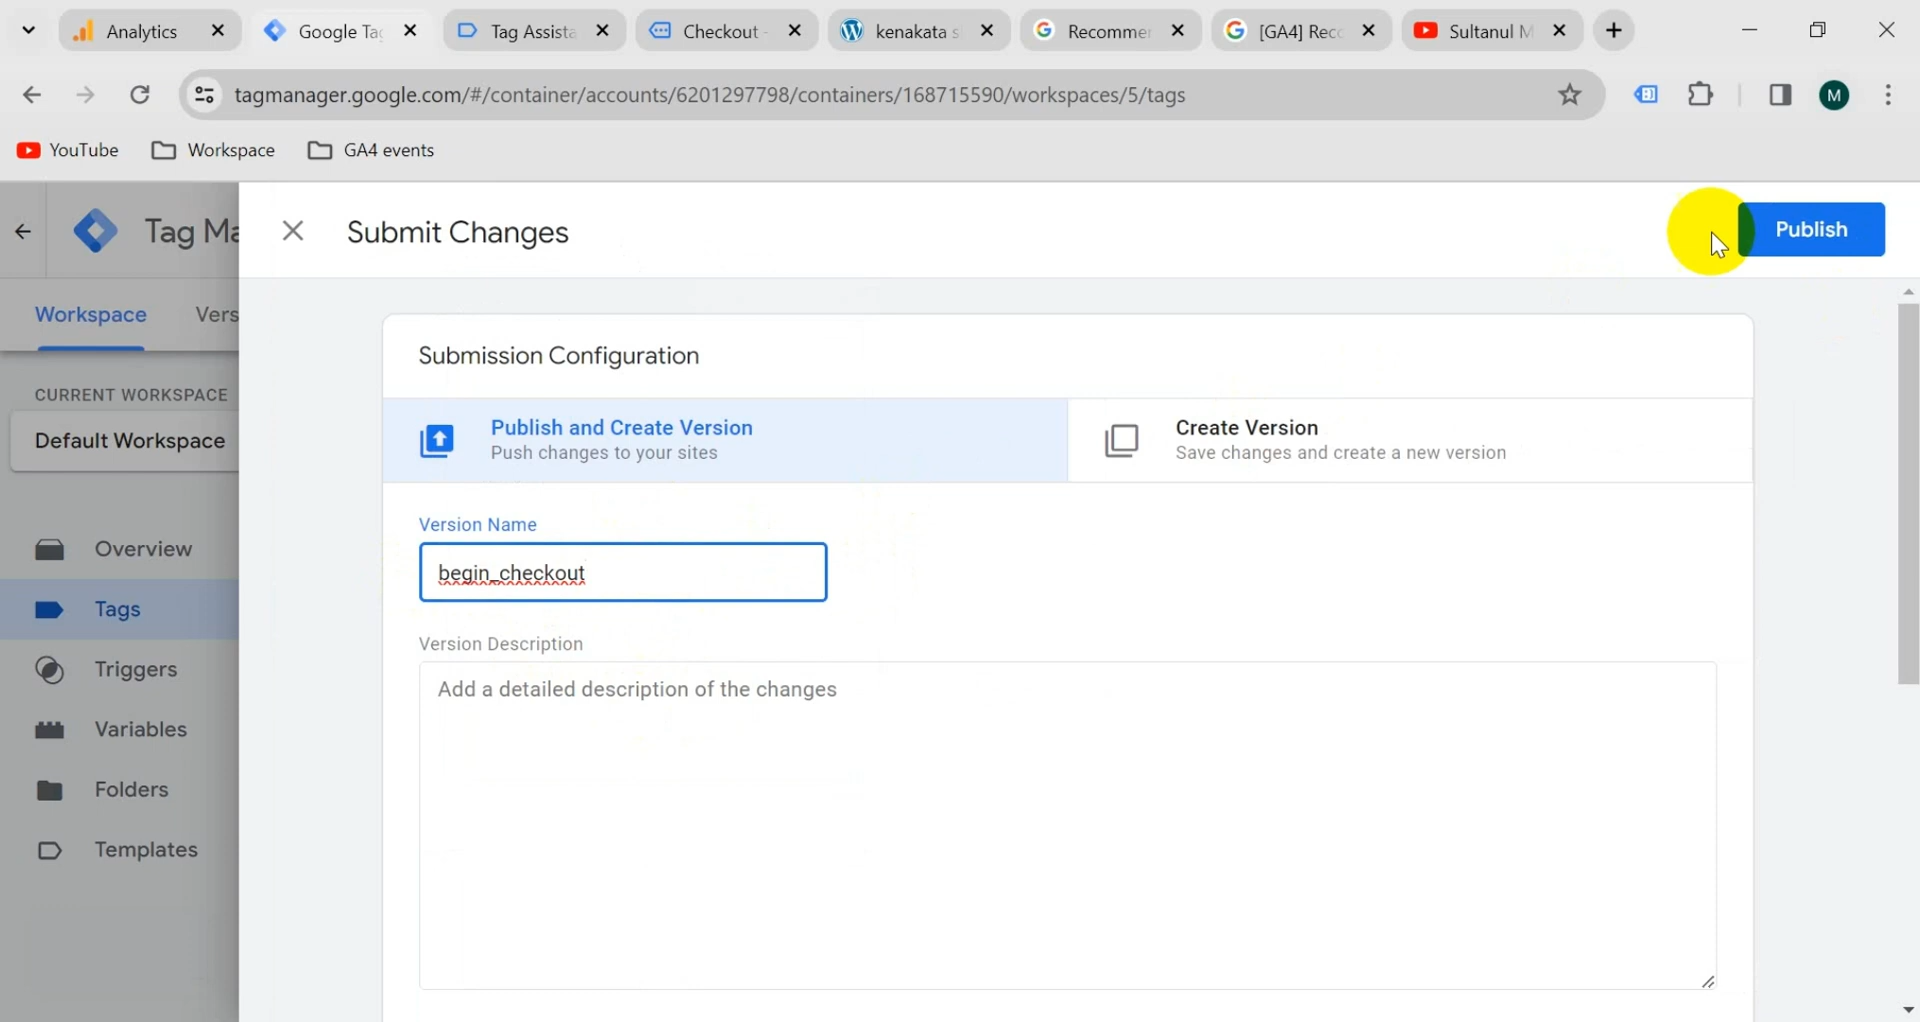 Analytics
Google Ta
Tag Assista
Checkout -
kenakata s
Recommer
[GA4] Reco
Sultanul M
tagmanager.google.com/#/container/accounts/6201297798/containers/168715590/workspaces/5/tags
M
YouTube
Workspace
GA4 events
Tag Ma
Submit Changes
Publish
Workspace
Vers
Submission Configuration
CURRENT WORKSPACE
Default Workspace
Publish and Create Version
Push changes to your sites
Create Version
Save changes and create a new version
Version Name
begin_checkout
Overview
Tags
Triggers
Variables
Folders
Templates
Version Description
Add a detailed description of the changes